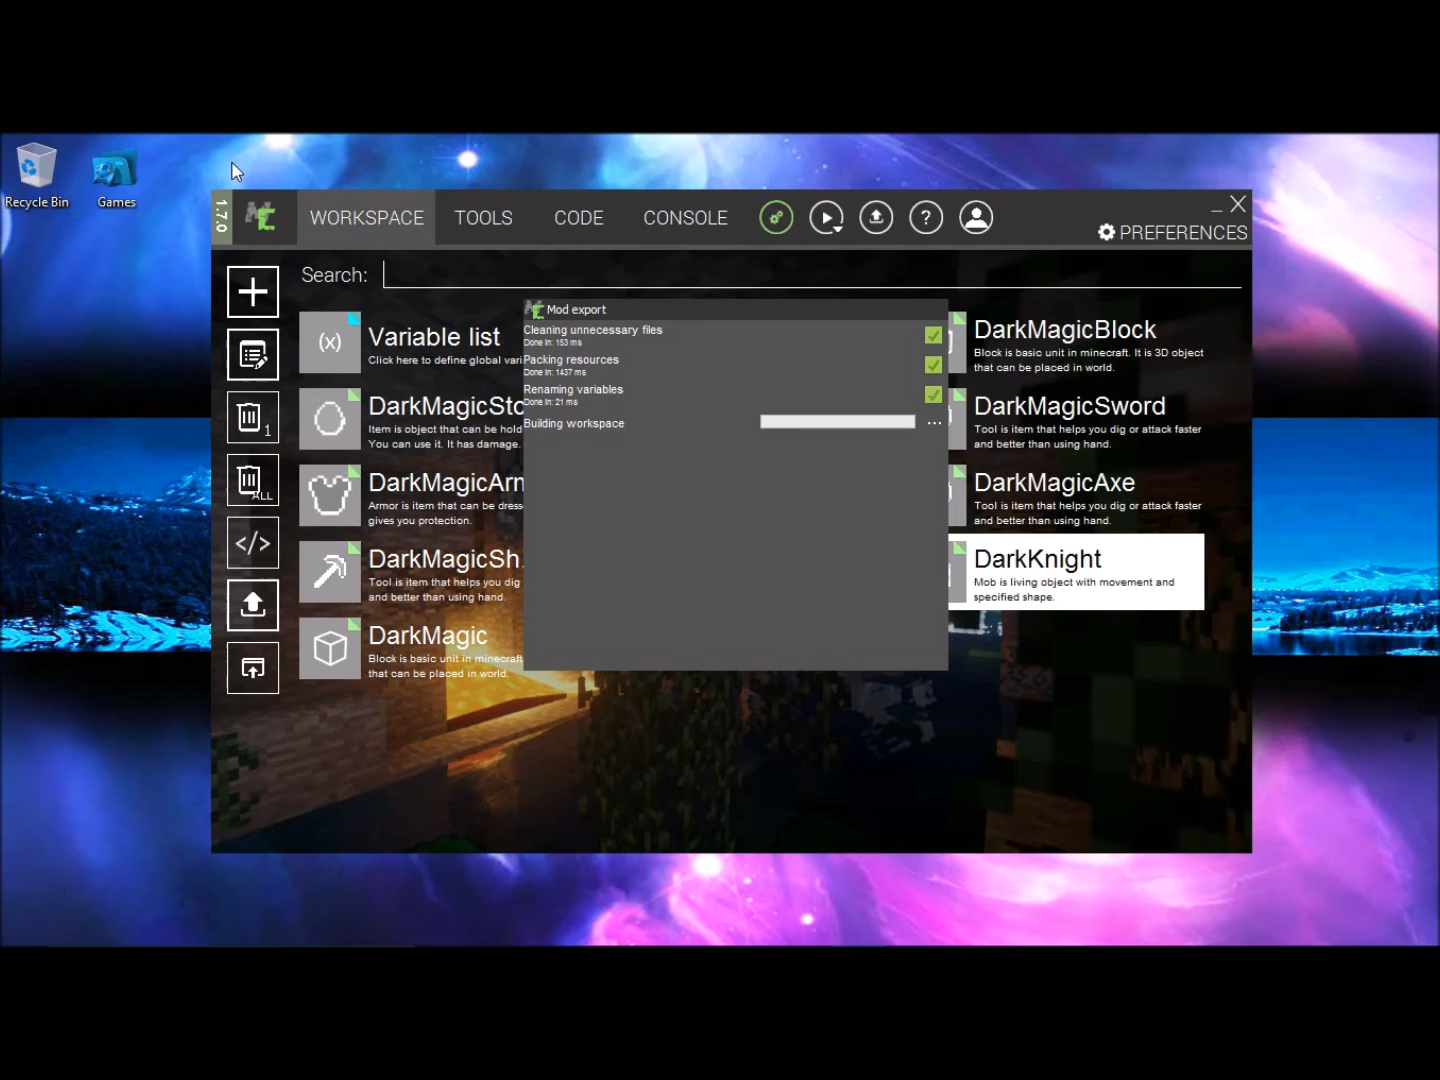 Recycle Bin
Games
1.7.0
WORKSPACE
TOOLS
CODE
CONSOLE
?
PREFERENCES
Search:
Mod export
Cleaning unnecessary files
Done in: 153 ms
Packing resources
Done in: 1437 ms
Renaming variables
Done in: 21 ms
Building workspace
...
(x)
Variable list
Click here to define global vari
DarkMagicSto
Item is object that can be hold
You can use it. It has damage.
DarkMagicArn
Armor is item that can be dress
gives you protection.
DarkMagicSh.
Tool is item that helps you dig
and better than using hand.
DarkMagic
Block is basic unit in minecraft
that can be placed in world.
DarkMagicBlock
Block is basic unit in minecraft. It is 3D object
that can be placed in world.
DarkMagicSword
Tool is item that helps you dig or attack faster
and better than using hand.
DarkMagicAxe
Tool is item that helps you dig or attack faster
and better than using hand.
DarkKnight
Mob is living object with movement and
specified shape.
1
ALL
</>